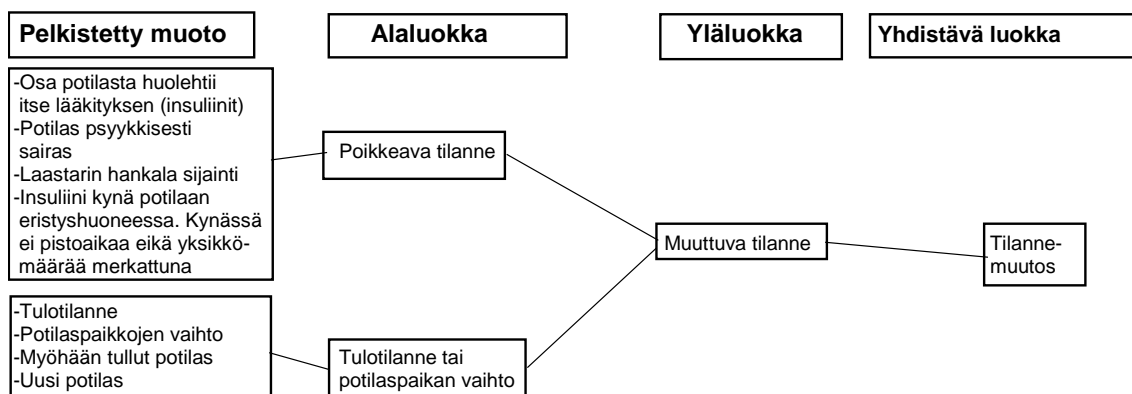 Pelkistetty muoto
Alaluokka
Yläluokka
Yhdistävä luokka
-Osa potilasta huolehtii
itse lääkityksen (insuliinit)
-Potilas psyykkisesti
sairas
-Laastarin hankala sijainti
-Insuliini kynä potilaan
eristyshuoneessa. Kynässä
ei pistoaikaa eikä yksikkö-
määrää merkattuna
Poikkeava tilanne
Muuttuva tilanne
Tilanne-
muutos
-Tulotilanne
-Potilaspaikkojen vaihto
-Myöhään tullut potilas
-Uusi potilas
Tulotilanne tai
potilaspaikan vaihto